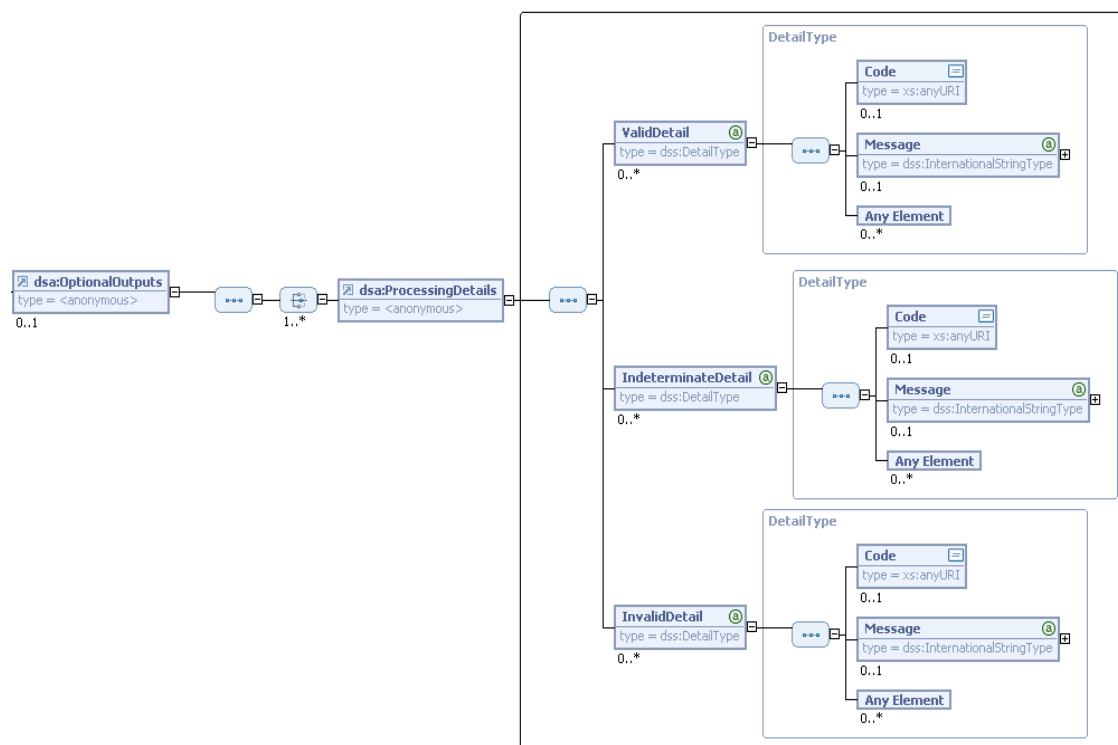 DetailType
Code
type = xs:anyURI
0..1
ValidDetail
type = dss:DetailType
0..*
Message
type = dss:InternationalStringType
0..1
Any Element
0..*
dsa:OptionalOutputs
type = <anonymous>
0..1
1..*
dsa:ProcessingDetails
type = <anonymous>
DetailType
Code
type = xs:anyURI
0..1
IndeterminateDetail
type = dss:DetailType
0..*
Message
type = dss:InternationalStringType
0..1
Any Element
0..*
DetailType
Code
type = xs:anyURI
0..1
InvalidDetail
type = dss:DetailType
0..*
Message
type = dss:InternationalStringType
0..1
Any Element
0..*